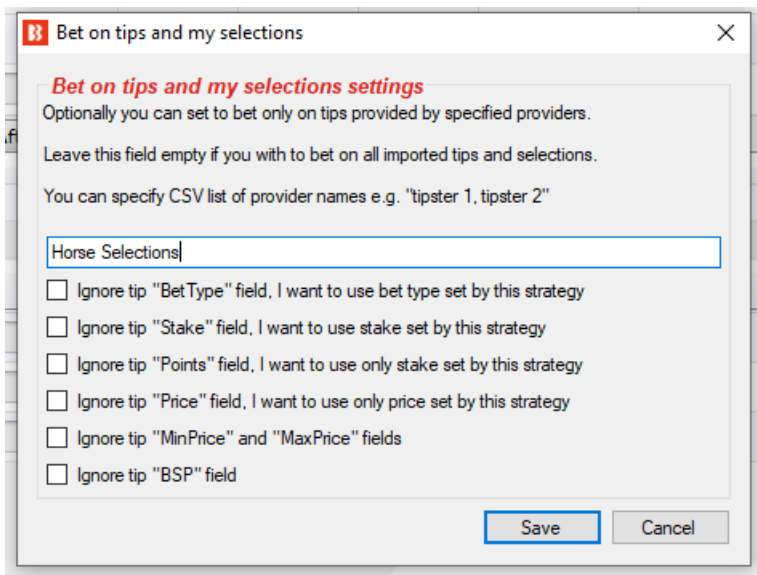 Bet on tips and my selections
Bet on tips and my selections settings
Optionally you can set to bet only on tips provided by specified providers.
Leave this field empty if you with to bet on all imported tips and selections.
You can specify CSV list of provider names e.g. "tipster 1, tipster 2"
Horse Selections
Ignore tip "BetType" field, I want to use bet type set by this strategy
Ignore tip "Stake" field, I want to use stake set by this strategy
Ignore tip "Points" field, I want to use only stake set by this strategy
Ignore tip "Price" field, I want to use only price set by this strategy
Ignore tip "MinPrice" and "MaxPrice" fields
Ignore tip "BSP" field
Save Cancel